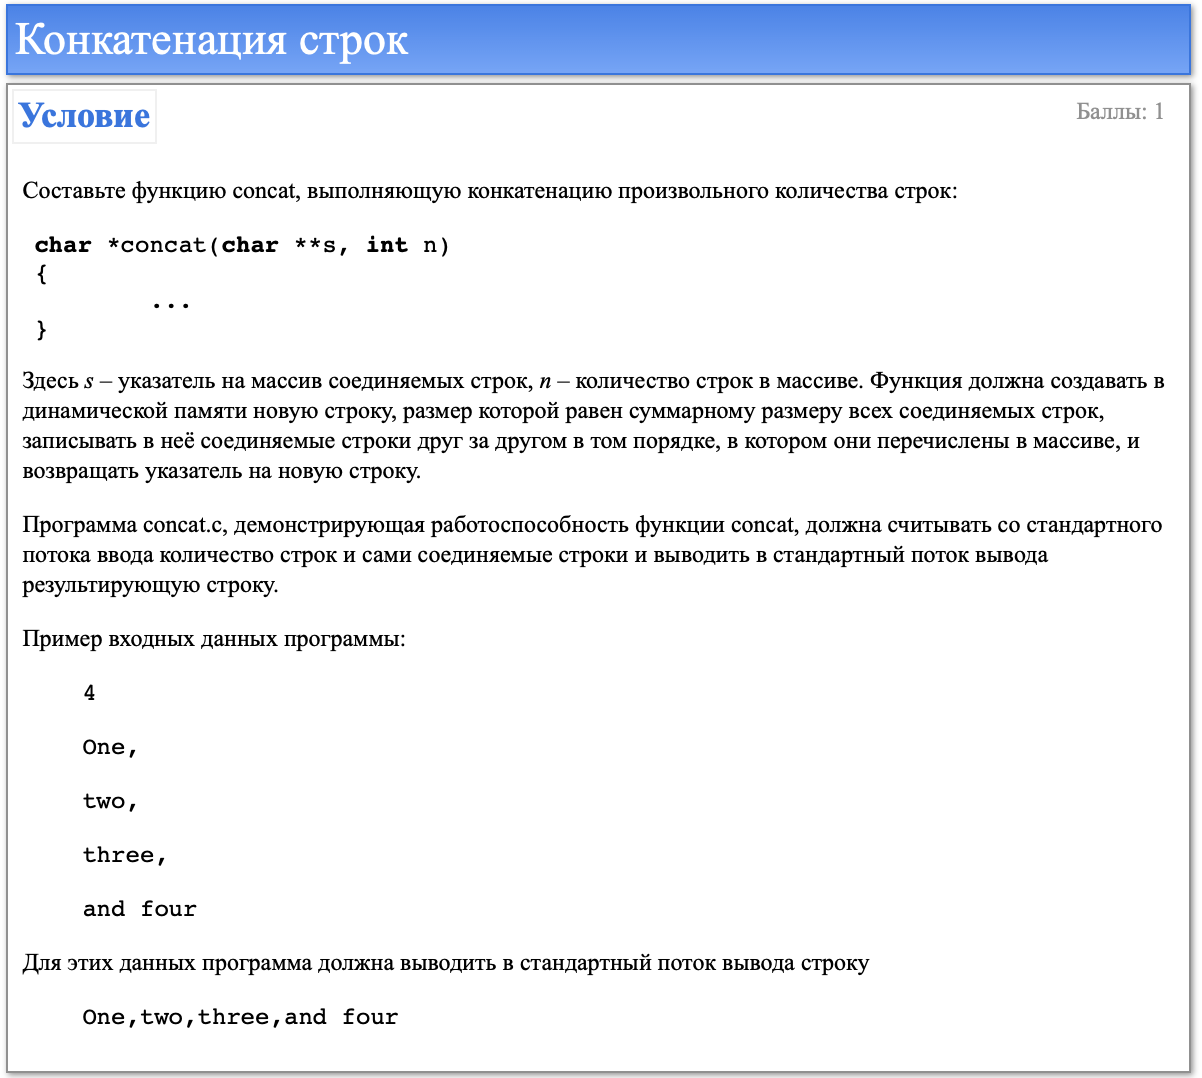 Конкатенация строк
Условие
Баллы: 1
Составьте функцию concat, выполняющую конкатенацию произвольного количества строк:
char *concat(char **s, int n)
{
...
}
Здесь s – указатель на массив соединяемых строк, n – количество строк в массиве. Функция должна создавать в
динамической памяти новую строку, размер которой равен суммарному размеру всех соединяемых строк,
записывать в неё соединяемые строки друг за другом в том порядке, в котором они перечислены в массиве, и
возвращать указатель на новую строку.
Программа concat.c, демонстрирующая работоспособность функции concat, должна считывать со стандартного
потока ввода количество строк и сами соединяемые строки и выводить в стандартный поток вывода
результирующую строку.
Пример входных данных программы:
4
One,
two,
three,
and four
Для этих данных программа должна выводить в стандартный поток вывода строку
One,two,three,and four